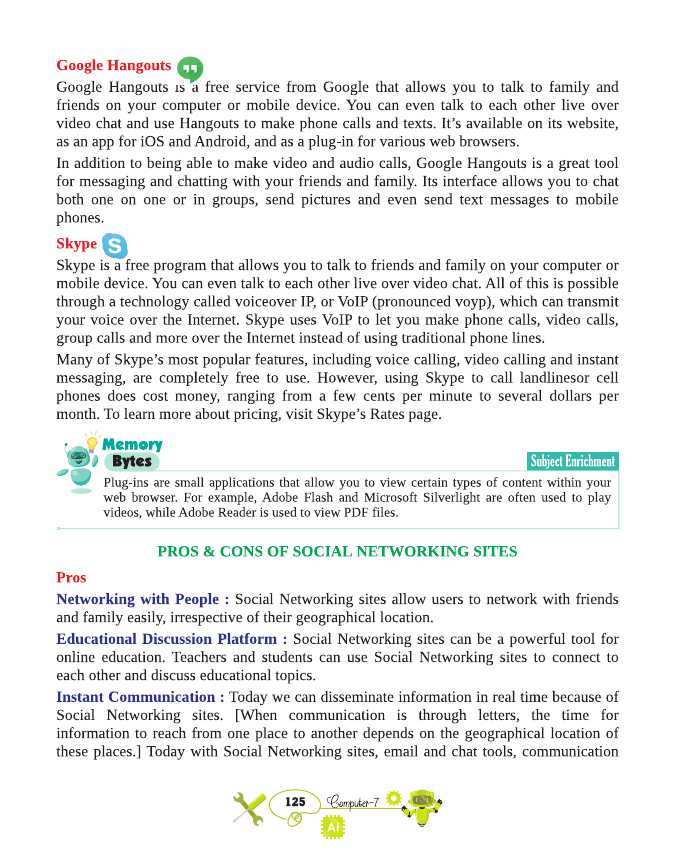 Google Hangouts
Google Hangouts is a free service from Google that allows you to talk to family and
friends on your computer or mobile device. You can even talk to each other live over
video chat and use Hangouts to make phone calls and texts. It's available on its website,
as an app for iOS and Android, and as a plug-in for various web browsers.
In addition to being able to make video and audio calls, Google Hangouts is a great tool
for messaging and chatting with your friends and family. Its interface allows you to chat
both one on one or in groups, send pictures and even send text messages to mobile
phones.
Skype S
Skype is a free program that allows you to talk to friends and family on your computer or
mobile device. You can even talk to each other live over video chat. All of this is possible
through a technology called voiceover IP, or VoIP (pronounced voyp), which can transmit
your voice over the Internet. Skype uses VoIP to let you make phone calls, video calls,
group calls and more over the Internet instead of using traditional phone lines.
Many of Skype's most popular features, including voice calling, video calling and instant
messaging, are completely free to use. However, using Skype to call landlinesor cell
phones does cost money, ranging from a few cents per minute to several dollars per
month. To learn more about pricing, visit Skype's Rates page.
Memory
Bytes
Subject Enrichment
Plug-ins are small applications that allow you to view certain types of content within your
web browser. For example, Adobe Flash and Microsoft Silverlight are often used to play
videos, while Adobe Reader is used to view PDF files.
PROS & CONS OF SOCIAL NETWORKING SITES
Pros
Networking with People : Social Networking sites allow users to network with friends
and family easily, irrespective of their geographical location.
Educational Discussion Platform : Social Networking sites can be a powerful tool for
online education. Teachers and students can use Social Networking sites to connect to
each other and discuss educational topics.
Instant Communication : Today we can disseminate information in real time because of
Social Networking sites. [When communication is through letters, the time for
information to reach from one place to another depends on the geographical location of
these places.] Today with Social Networking sites, email and chat tools, communication
125 Computer-7
AI